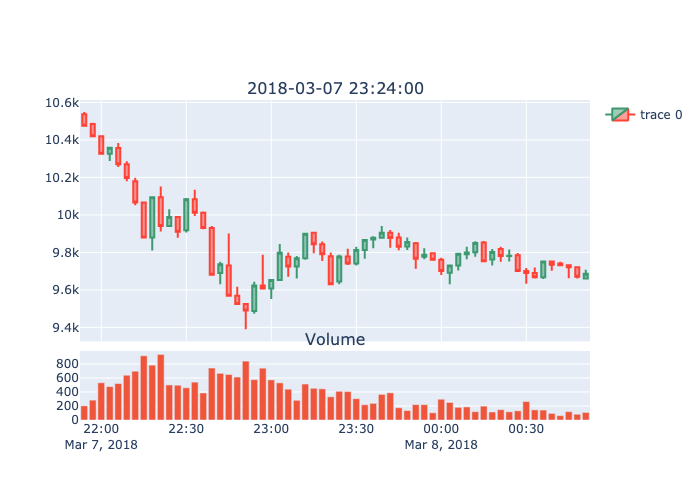 2018-03-07 23:24:00
10.6k
10.4k
10.2k
10k
9.8k
9.6k
9.4k
trace 0
Volume
800
600
400
200
0
22:00
22:30
23:00
23:30
00:00
00:30
Mar 7, 2018
Mar 8, 2018